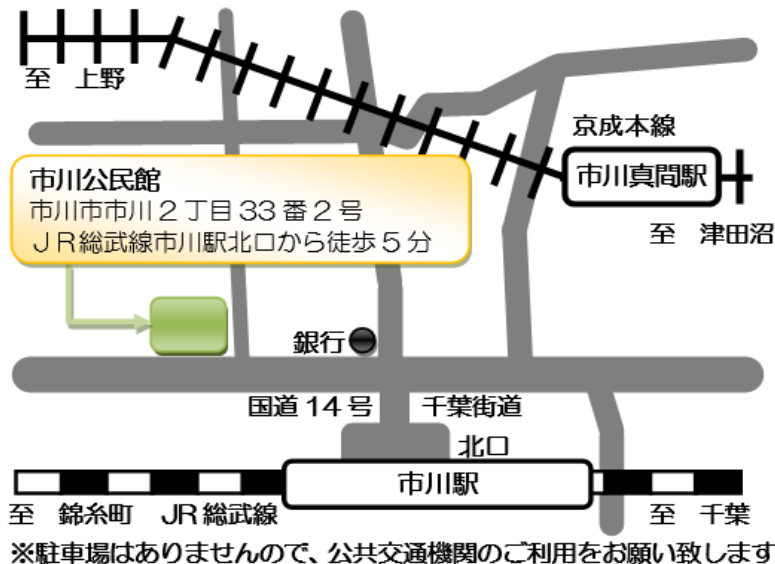 至 上野
京成本線
市川真間駅
至 津田沼
市川公民館
市川市市川2丁目33番2号
JR総武線市川駅北口から徒歩5分
銀行
国道14号 千葉街道
北口
市川駅
至 錦糸町 JR総武線 至 千葉
※駐車場はありませんので、公共交通機関のご利用をお願い致します